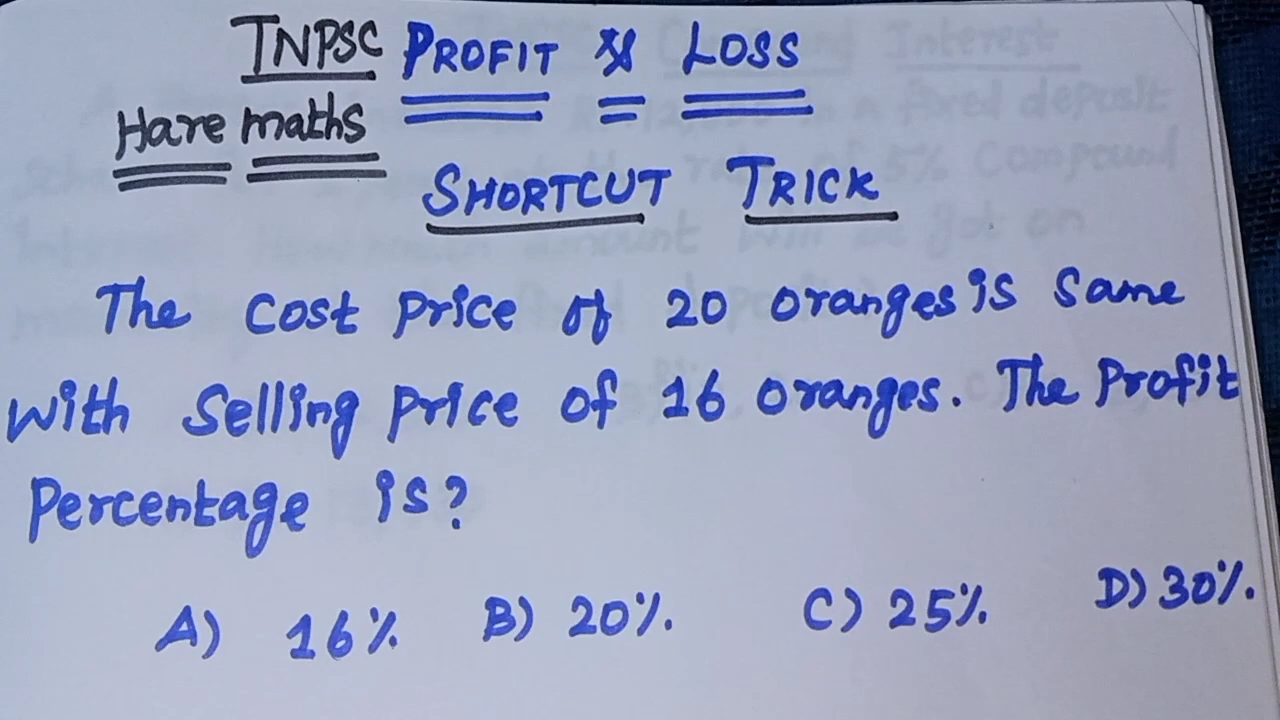 TNPSC PROFIT & LOSS
Hare maths
SHORTCUT TRICK
The Cost Price of 20 oranges is Same
With Selling Price of 16 oranges. The Profit
Percentage is?
A) 16% B) 20% C) 25% D) 30%